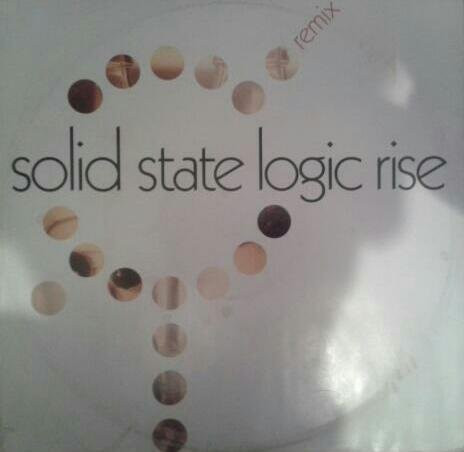 remix
solid state logic rise